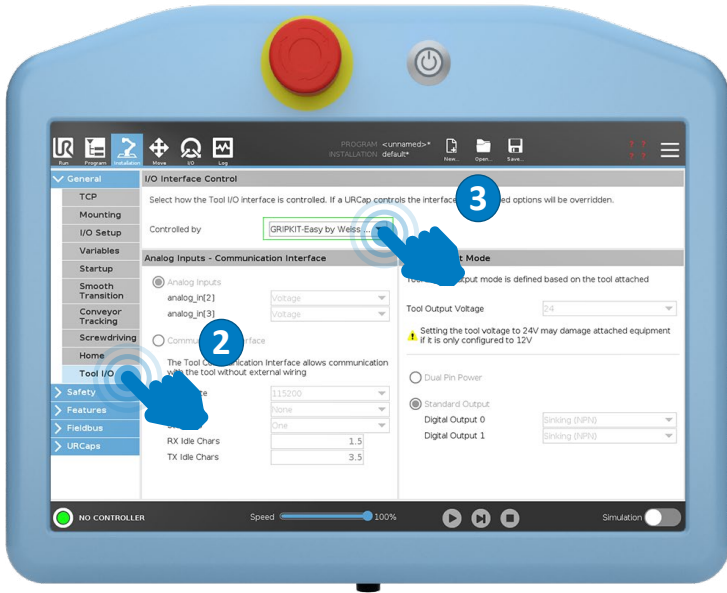 PROGRAM <unnamed>*
INSTALLATION default*
UR
Run
Program
Installation
Move
I/O
Log
New...
Open...
Save...
? ?
? ?
General
TCP
Mounting
I/O Setup
Variables
Startup
Smooth
Transition
Conveyor
Tracking
Screwdriving
Home
Tool I/O
Safety
Features
Fieldbus
URCaps
I/O Interface Control
Select how the Tool I/O interface is controlled. If a URCap controls the interface options will be overridden.
3
Controlled by
GRIPKIT-Easy by Weiss ...
Analog Inputs - Communication Interface
Analog Inputs
analog_in[2]
Voltage
analog_in[3]
Voltage
2
The Tool Communication Interface allows communication
with the tool without external wiring
115200
None
One
RX Idle Chars
1.5
TX Idle Chars
3.5
Mode
mode is defined based on the tool attached
Tool Output Voltage
24
Setting the tool voltage to 24V may damage attached equipment
if it is only configured to 12V
Dual Pin Power
Standard Output
Digital Output 0
Sinking (NPN)
Digital Output 1
Sinking (NPN)
NO CONTROLLER
Speed
100%
Simulation